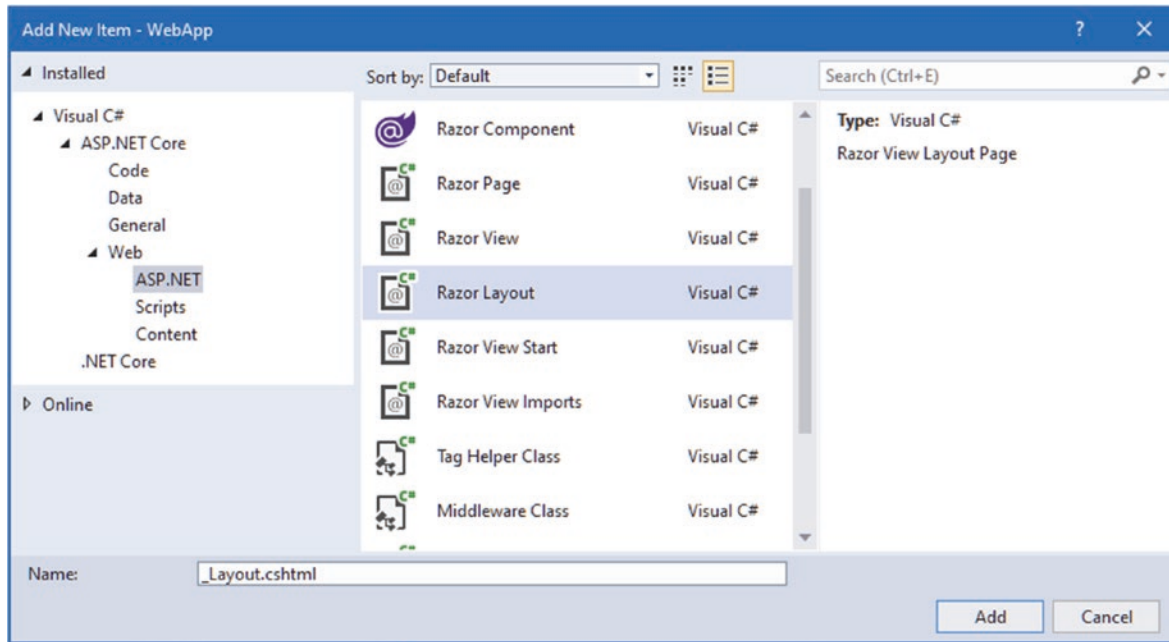 Add New Item - WebApp
?
Installed
Sort by: Default
Search (Ctrl+E)
Visual C#
ASP.NET Core
Code
Data
General
Web
ASP.NET
Scripts
Content
.NET Core
Online
Razor Component Visual C#
Razor Page Visual C#
Razor View Visual C#
Razor Layout Visual C#
Razor View Start Visual C#
Razor View Imports Visual C#
Tag Helper Class Visual C#
Middleware Class Visual C#
Type: Visual C#
Razor View Layout Page
Name: _Layout.cshtml
Add Cancel